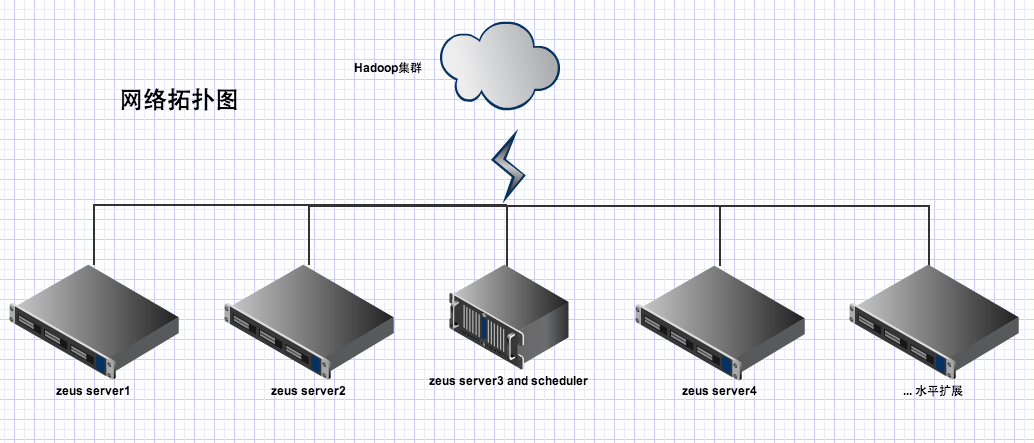 Hadoop集群
网络拓扑图
zeus server1
zeus server2
zeus server3 and scheduler
zeus server4
... 水平扩展